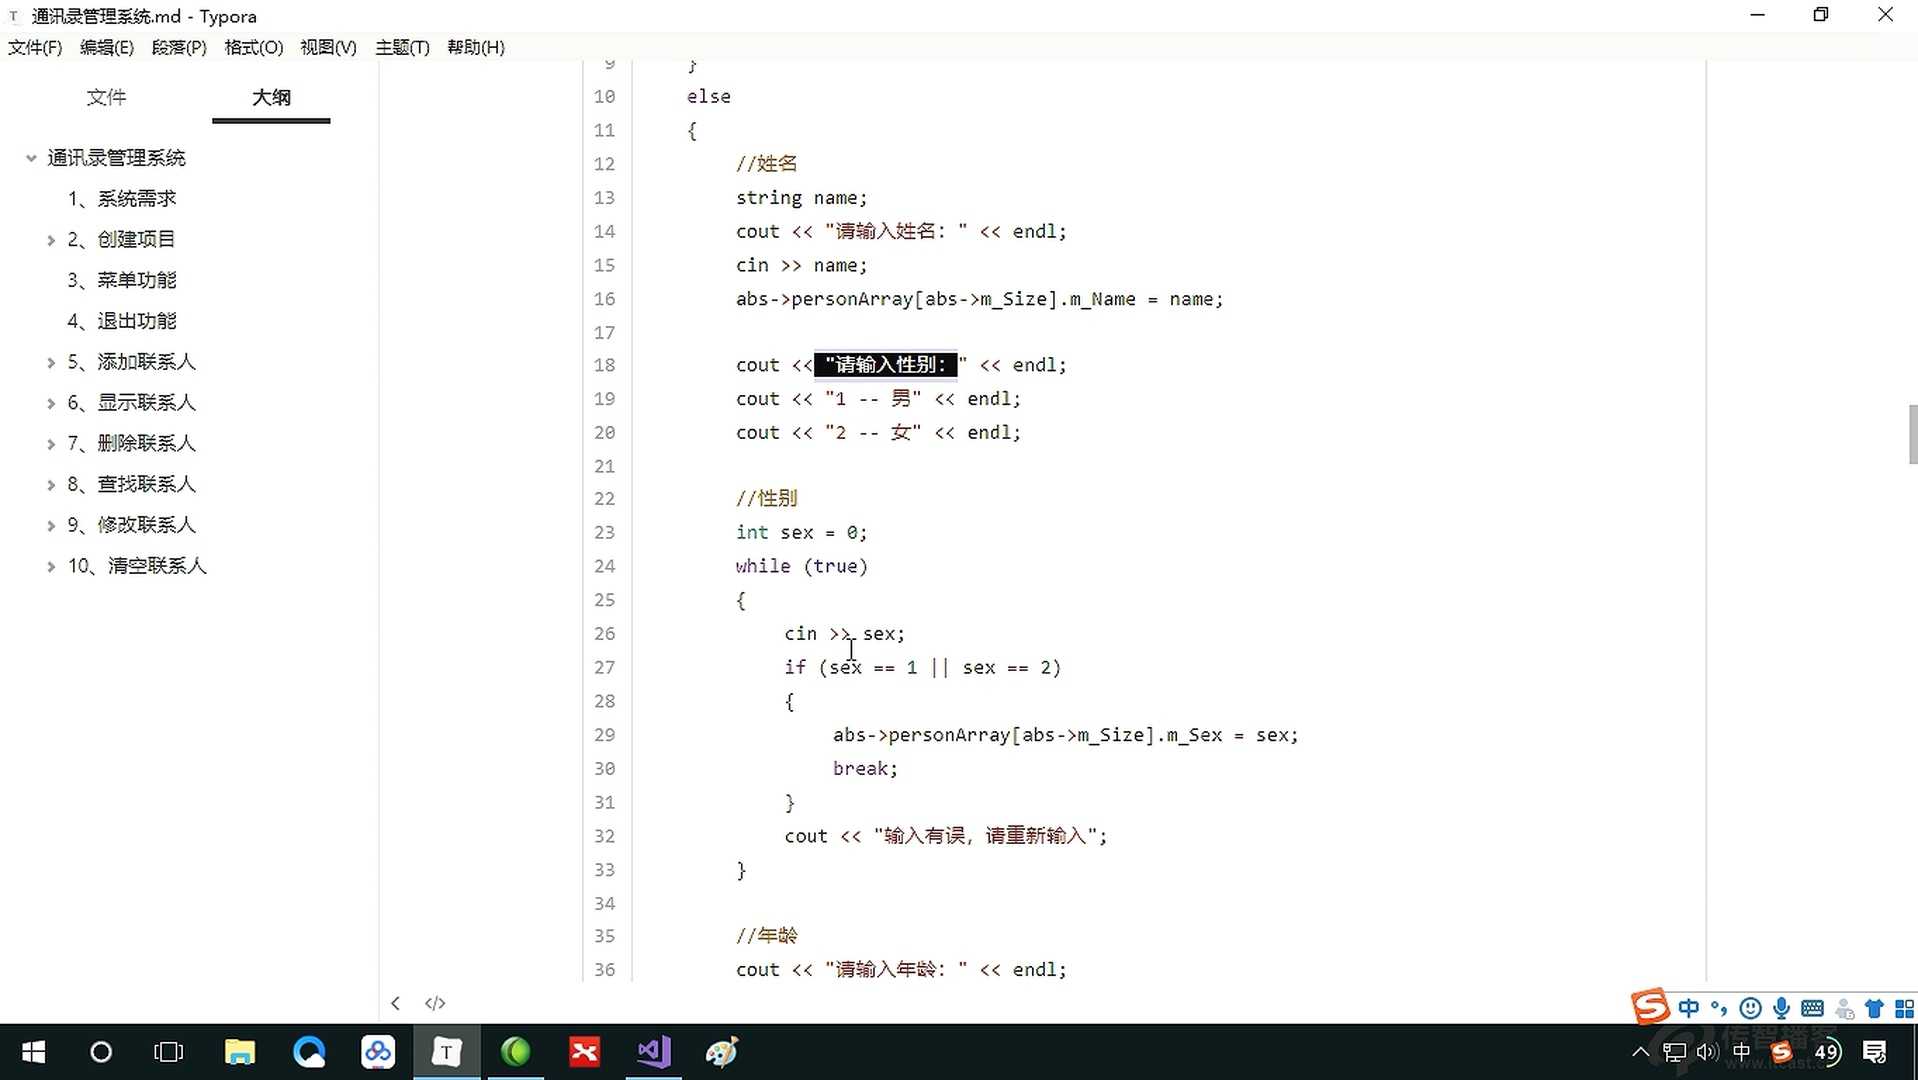 通讯录管理系统.md - Typora
文件(F) 编辑(E) 段落(P) 格式(O) 视图(V) 主题(T) 帮助(H)
文件 大纲
通讯录管理系统
1、系统需求
2、创建项目
3、菜单功能
4、退出功能
5、添加联系人
6、显示联系人
7、删除联系人
8、查找联系人
9、修改联系人
10、清空联系人
9 }
10 else
11 {
12 //姓名
13 string name;
14 cout << "请输入姓名：" << endl;
15 cin >> name;
16 abs->personArray[abs->m_Size].m_Name = name;
17
18 cout << "请输入性别：" << endl;
19 cout << "1 -- 男" << endl;
20 cout << "2 -- 女" << endl;
21
22 //性别
23 int sex = 0;
24 while (true)
25 {
26 cin >> sex;
27 if (sex == 1 || sex == 2)
28 {
29 abs->personArray[abs->m_Size].m_Sex = sex;
30 break;
31 }
32 cout << "输入有误，请重新输入";
33 }
34
35 //年龄
36 cout << "请输入年龄：" << endl;
</> 
中
中 49
传智播客